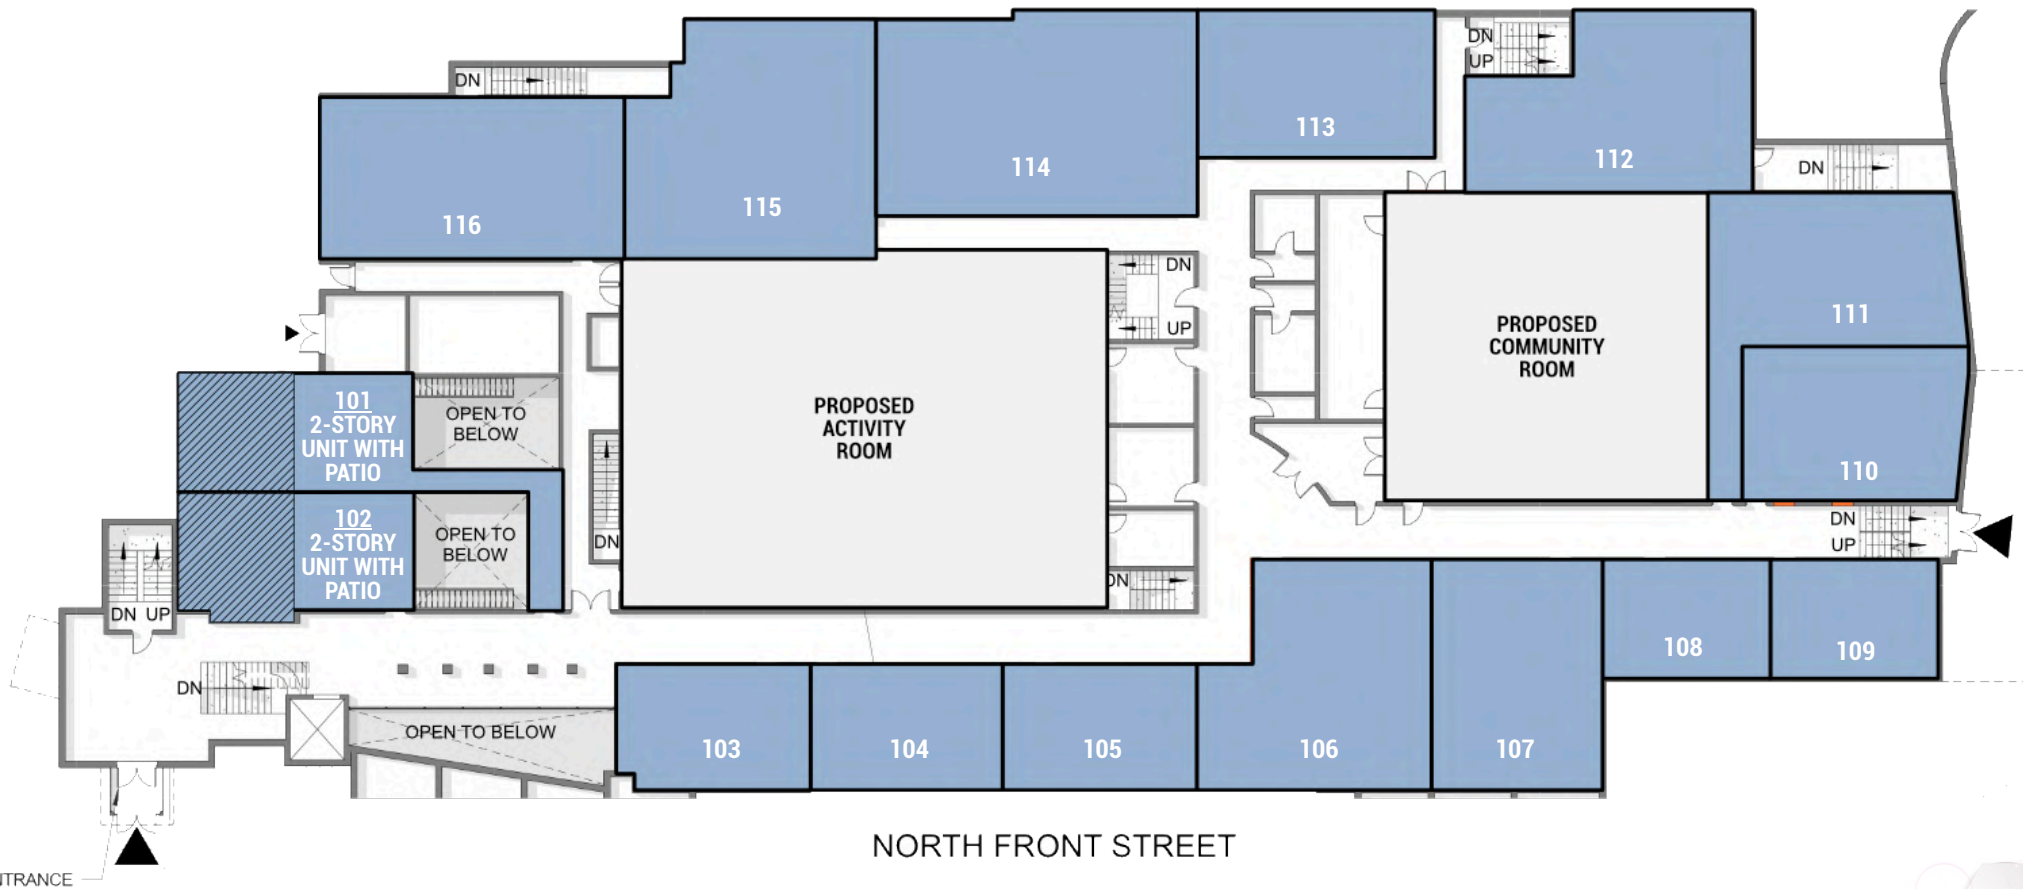 DN
UP
DN
113
114
112
DN
115
116
DN
UP
111
PROPOSED
COMMUNITY
ROOM
PROPOSED
ACTIVITY
ROOM
101
2-STORY
UNIT WITH
PATIO
OPEN TO
BELOW
110
102
2-STORY
UNIT WITH
PATIO
OPEN TO
BELOW
DN
DN
UP
DN
DN UP
108
109
DN
OPEN TO BELOW
103
104
105
106
107
NORTH FRONT STREET
NTRANCE